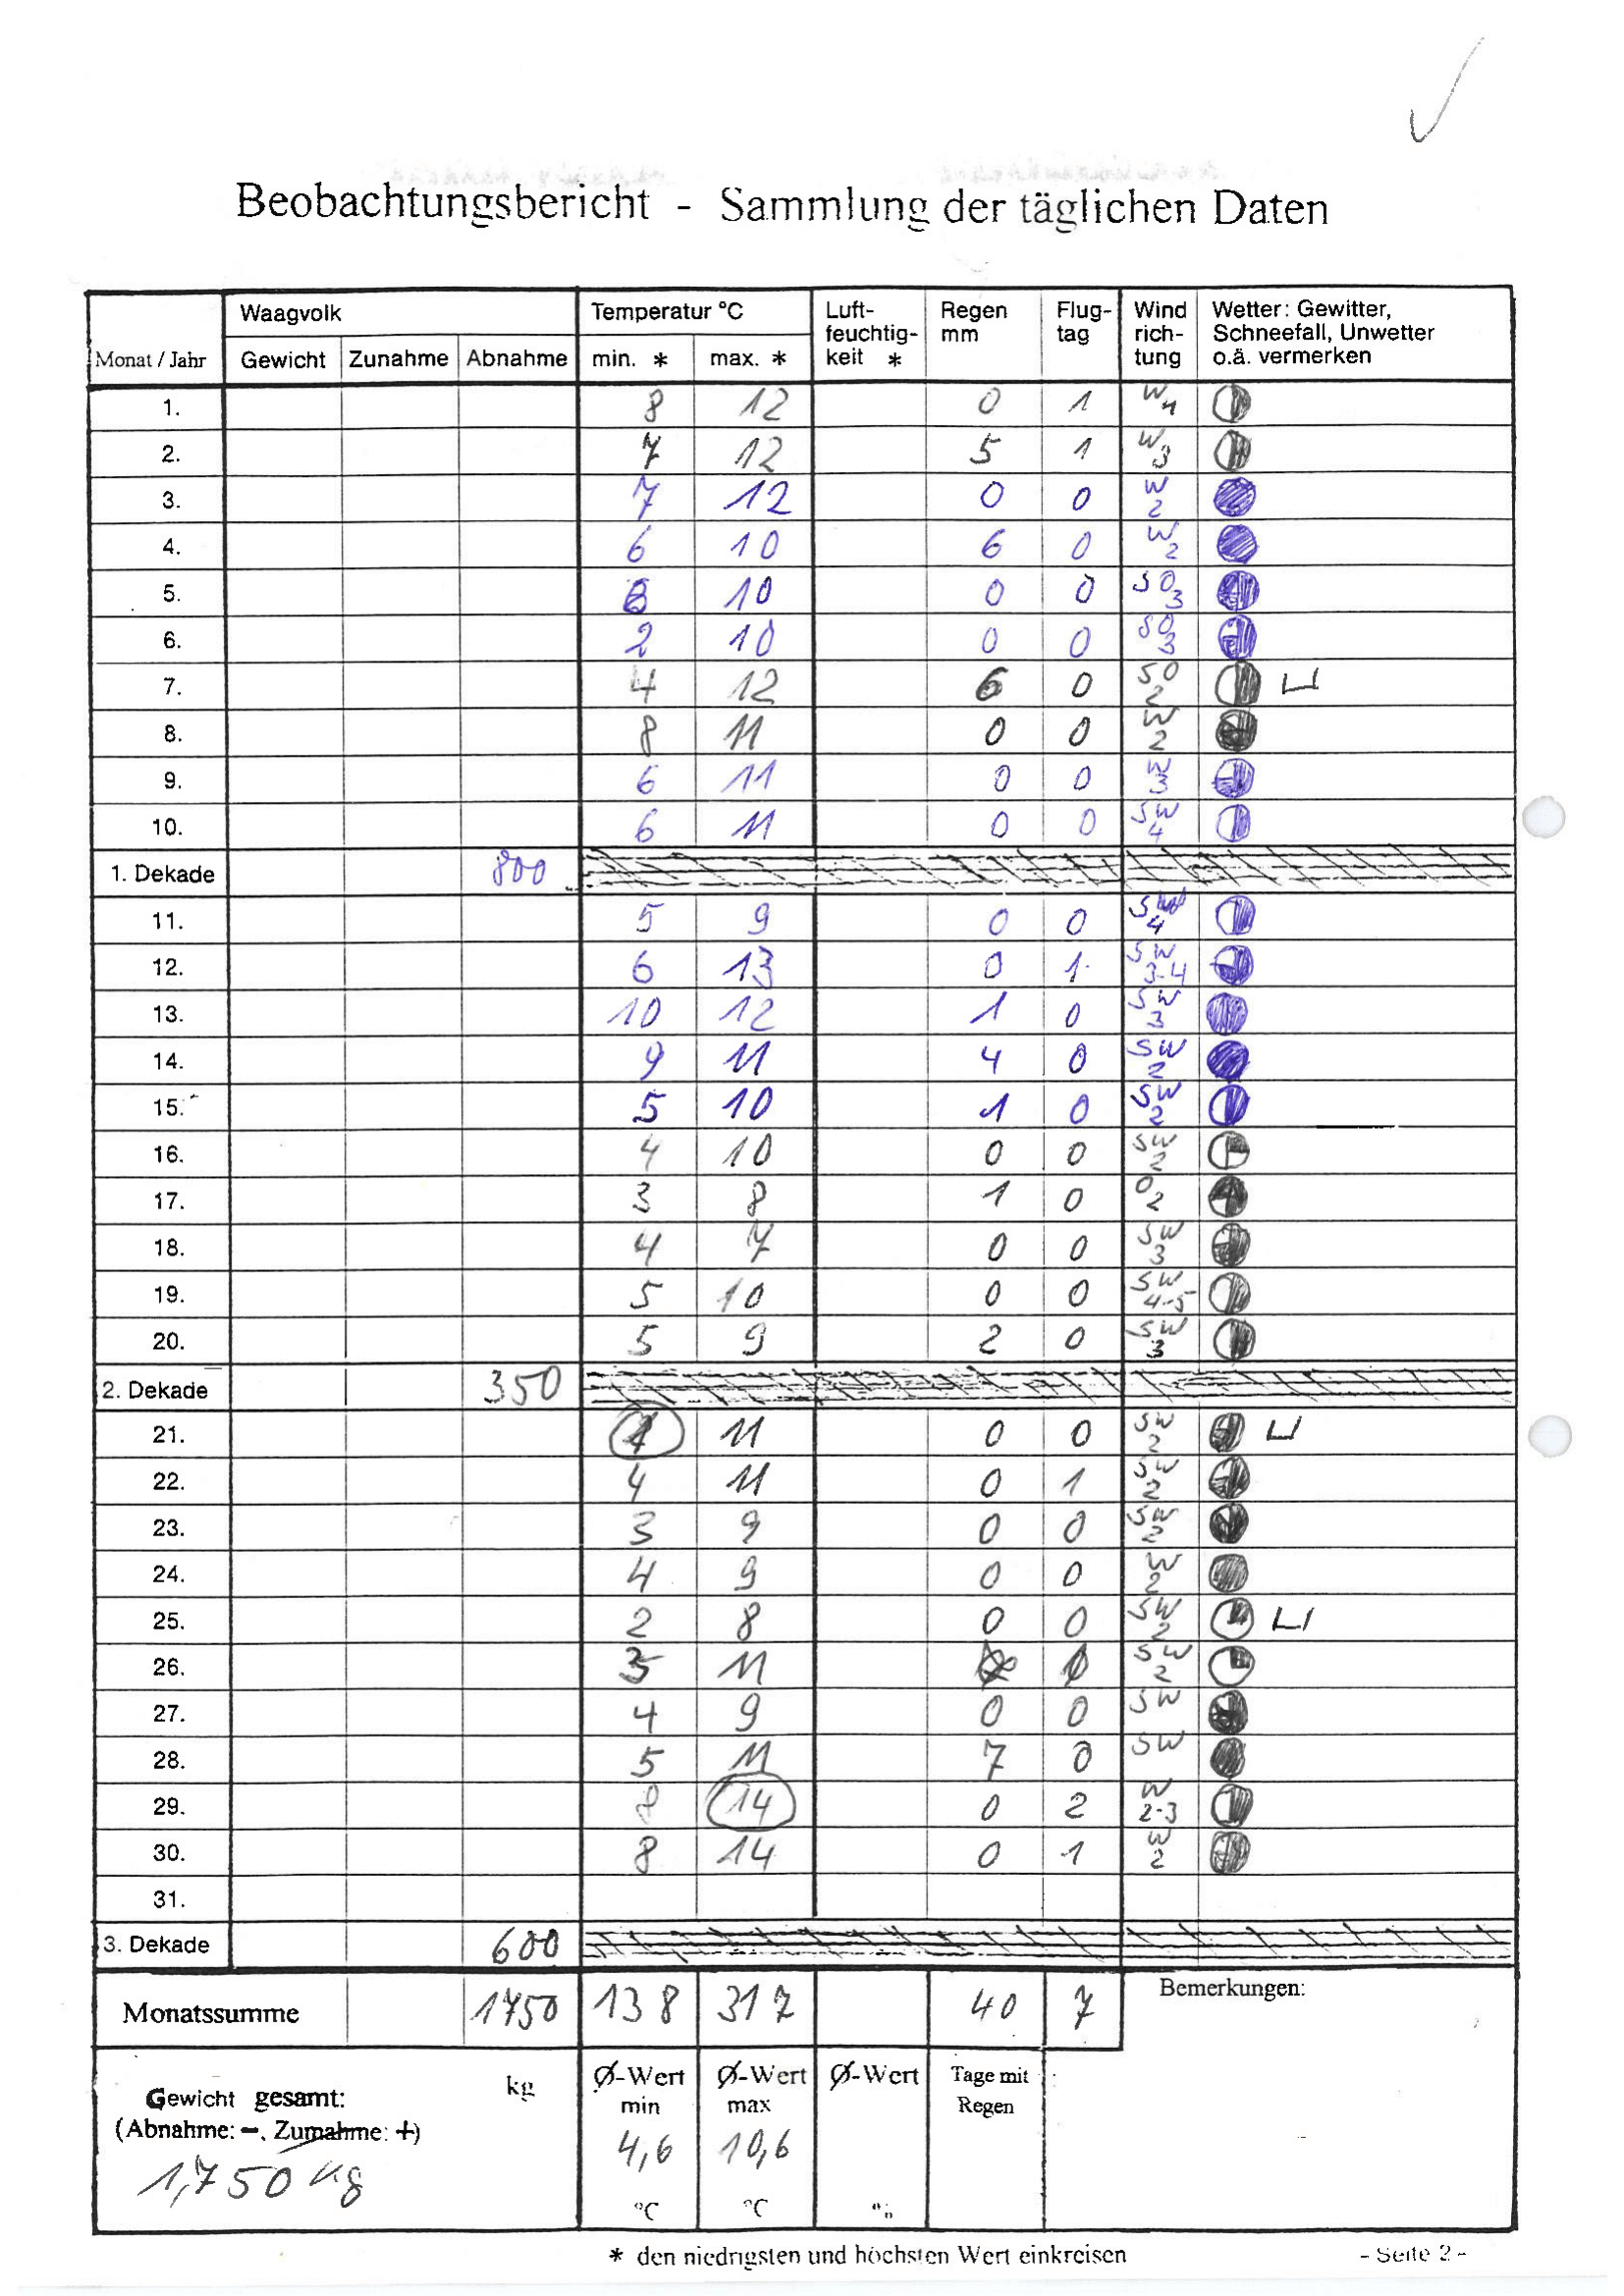 Beobachtungsbericht - Sammlung der täglichen Daten
Monat / Jahr Waagvolk Temperatur °C Luft-feuchtig-keit * Regen mm Flug-tag Wind rich-tung Wetter: Gewitter, Schneefall, Unwetter o.ä. vermerken
Gewicht Zunahme Abnahme min. * max. *
1. 8 12 0 1 W 4
2. 7 12 5 1 W 3
3. 7 12 0 0 W 2
4. 6 10 6 0 W 2
5. 10 0 0 SO 3
6. 2 10 0 0 SO 3
7. 4 12 6 0 SO 2 ⊔
8. 8 11 0 0 W 2
9. 6 11 0 0 W 3
10. 6 11 0 0 SW 4
1. Dekade 800
11. 5 9 0 0 SW 4
12. 6 13 0 1 SW 3-4
13. 10 12 1 0 SW 3
14. 9 11 4 0 SW 2
15. 5 10 1 0 SW 2
16. 4 10 0 0 SW 2
17. 3 8 1 0 O 2
18. 4 7 0 0 SW 3
19. 5 10 0 0 SW 4-5
20. 5 9 2 0 SW 3
2. Dekade 350
21. 1 11 0 0 SW 2 ⊔
22. 4 11 0 1 SW 2
23. 3 9 0 0 SW 2
24. 4 9 0 0 W 2
25. 2 8 0 0 SW 2 ⊔
26. 11 SW 2
27. 4 9 0 0 SW
28. 5 11 7 0 SW
29. 8 14 0 2 W 2-3
30. 8 14 0 1 W 2
31.
3. Dekade 600
Monatssumme 1750 138 317 40 7 Bemerkungen:
Gewicht gesamt: kg Ø-Wert min Ø-Wert max Ø-Wert Tage mit Regen
(Abnahme: -, Zunahme: +)
1,750 kg 4,6 10,6
°C °C %
* den niedrigsten und höchsten Wert einkreisen
- Seite 2 -